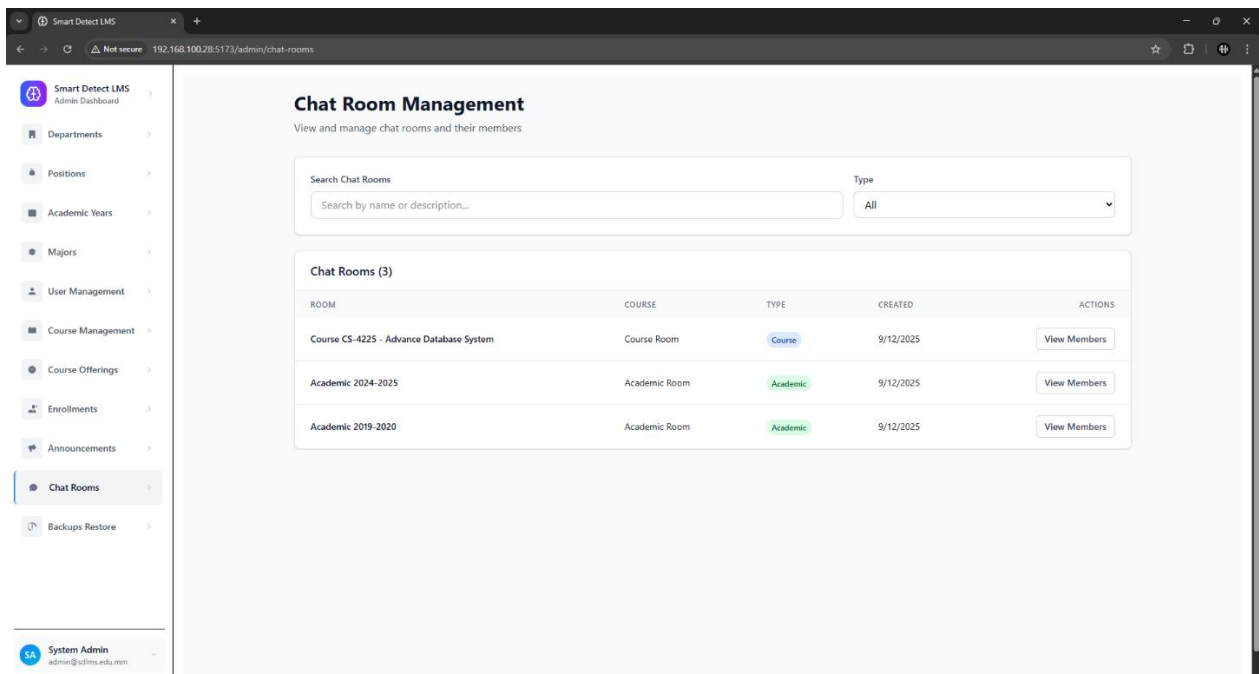 Smart Detect LMS
Not secure 192.168.100.28:5173/admin/chat-rooms
Smart Detect LMS
Admin Dashboard
Departments
Positions
Academic Years
Majors
User Management
Course Management
Course Offerings
Enrollments
Announcements
Chat Rooms
Backups Restore
SA System Admin
admin@sdlms.edu.mm
Chat Room Management
View and manage chat rooms and their members
Search Chat Rooms Type
Search by name or description... All
Chat Rooms (3)
ROOM COURSE TYPE CREATED ACTIONS
Course CS-4225 - Advance Database System Course Room Course 9/12/2025 View Members
Academic 2024-2025 Academic Room Academic 9/12/2025 View Members
Academic 2019-2020 Academic Room Academic 9/12/2025 View Members